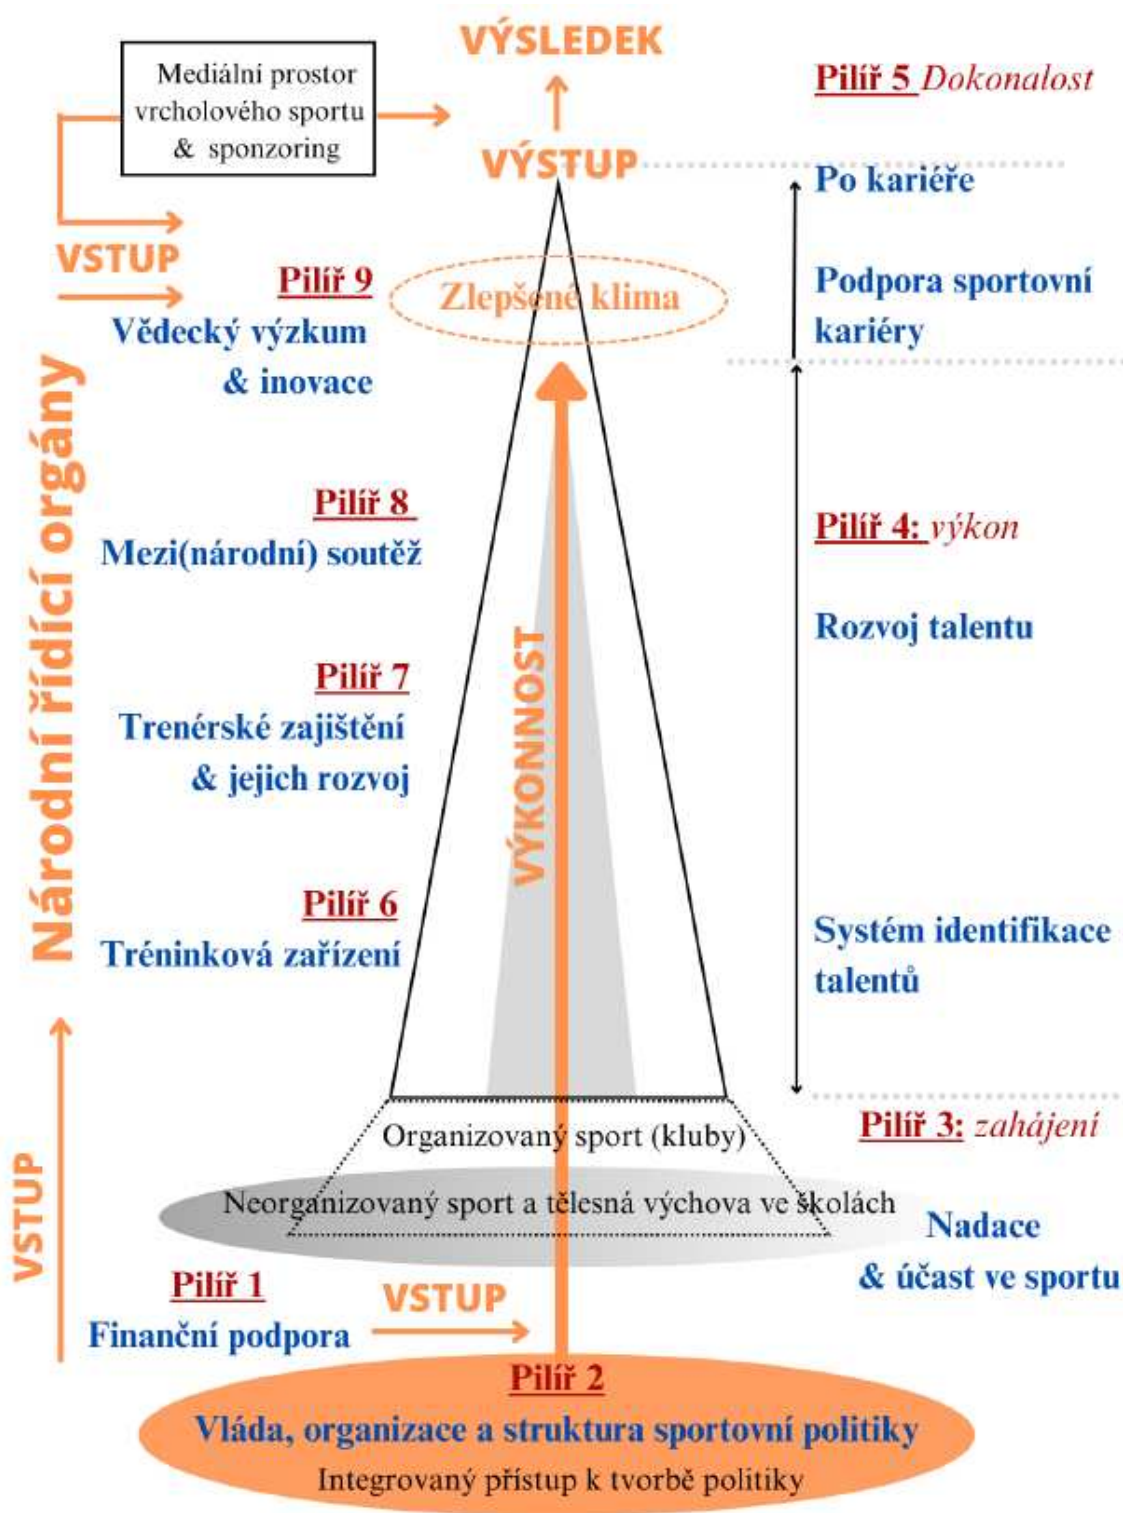 VÝSLEDEK
Mediální prostor
vrcholového sportu
& sponzoring
Pilíř 5 Dokonalost
VÝSTUP
Po kariéře
VSTUP
Pilíř 9
Vědecký výzkum
& inovace
Zlepšené klima
Podpora sportovní
kariéry
Národní řídící orgány
Pilíř 8
Mezi(národní) soutěž
Pilíř 4: výkon
Rozvoj talentu
VÝKONNOST
Pilíř 7
Trenérské zajištění
& jejich rozvoj
Pilíř 6
Tréninková zařízení
Systém identifikace
talentů
Organizovaný sport (kluby)
Pilíř 3: zahájení
Neorganizovaný sport a tělesná výchova ve školách
Nadace
& účast ve sportu
VSTUP
Pilíř 1
Finanční podpora
VSTUP
Pilíř 2
Vláda, organizace a struktura sportovní politiky
Integrovaný přístup k tvorbě politiky